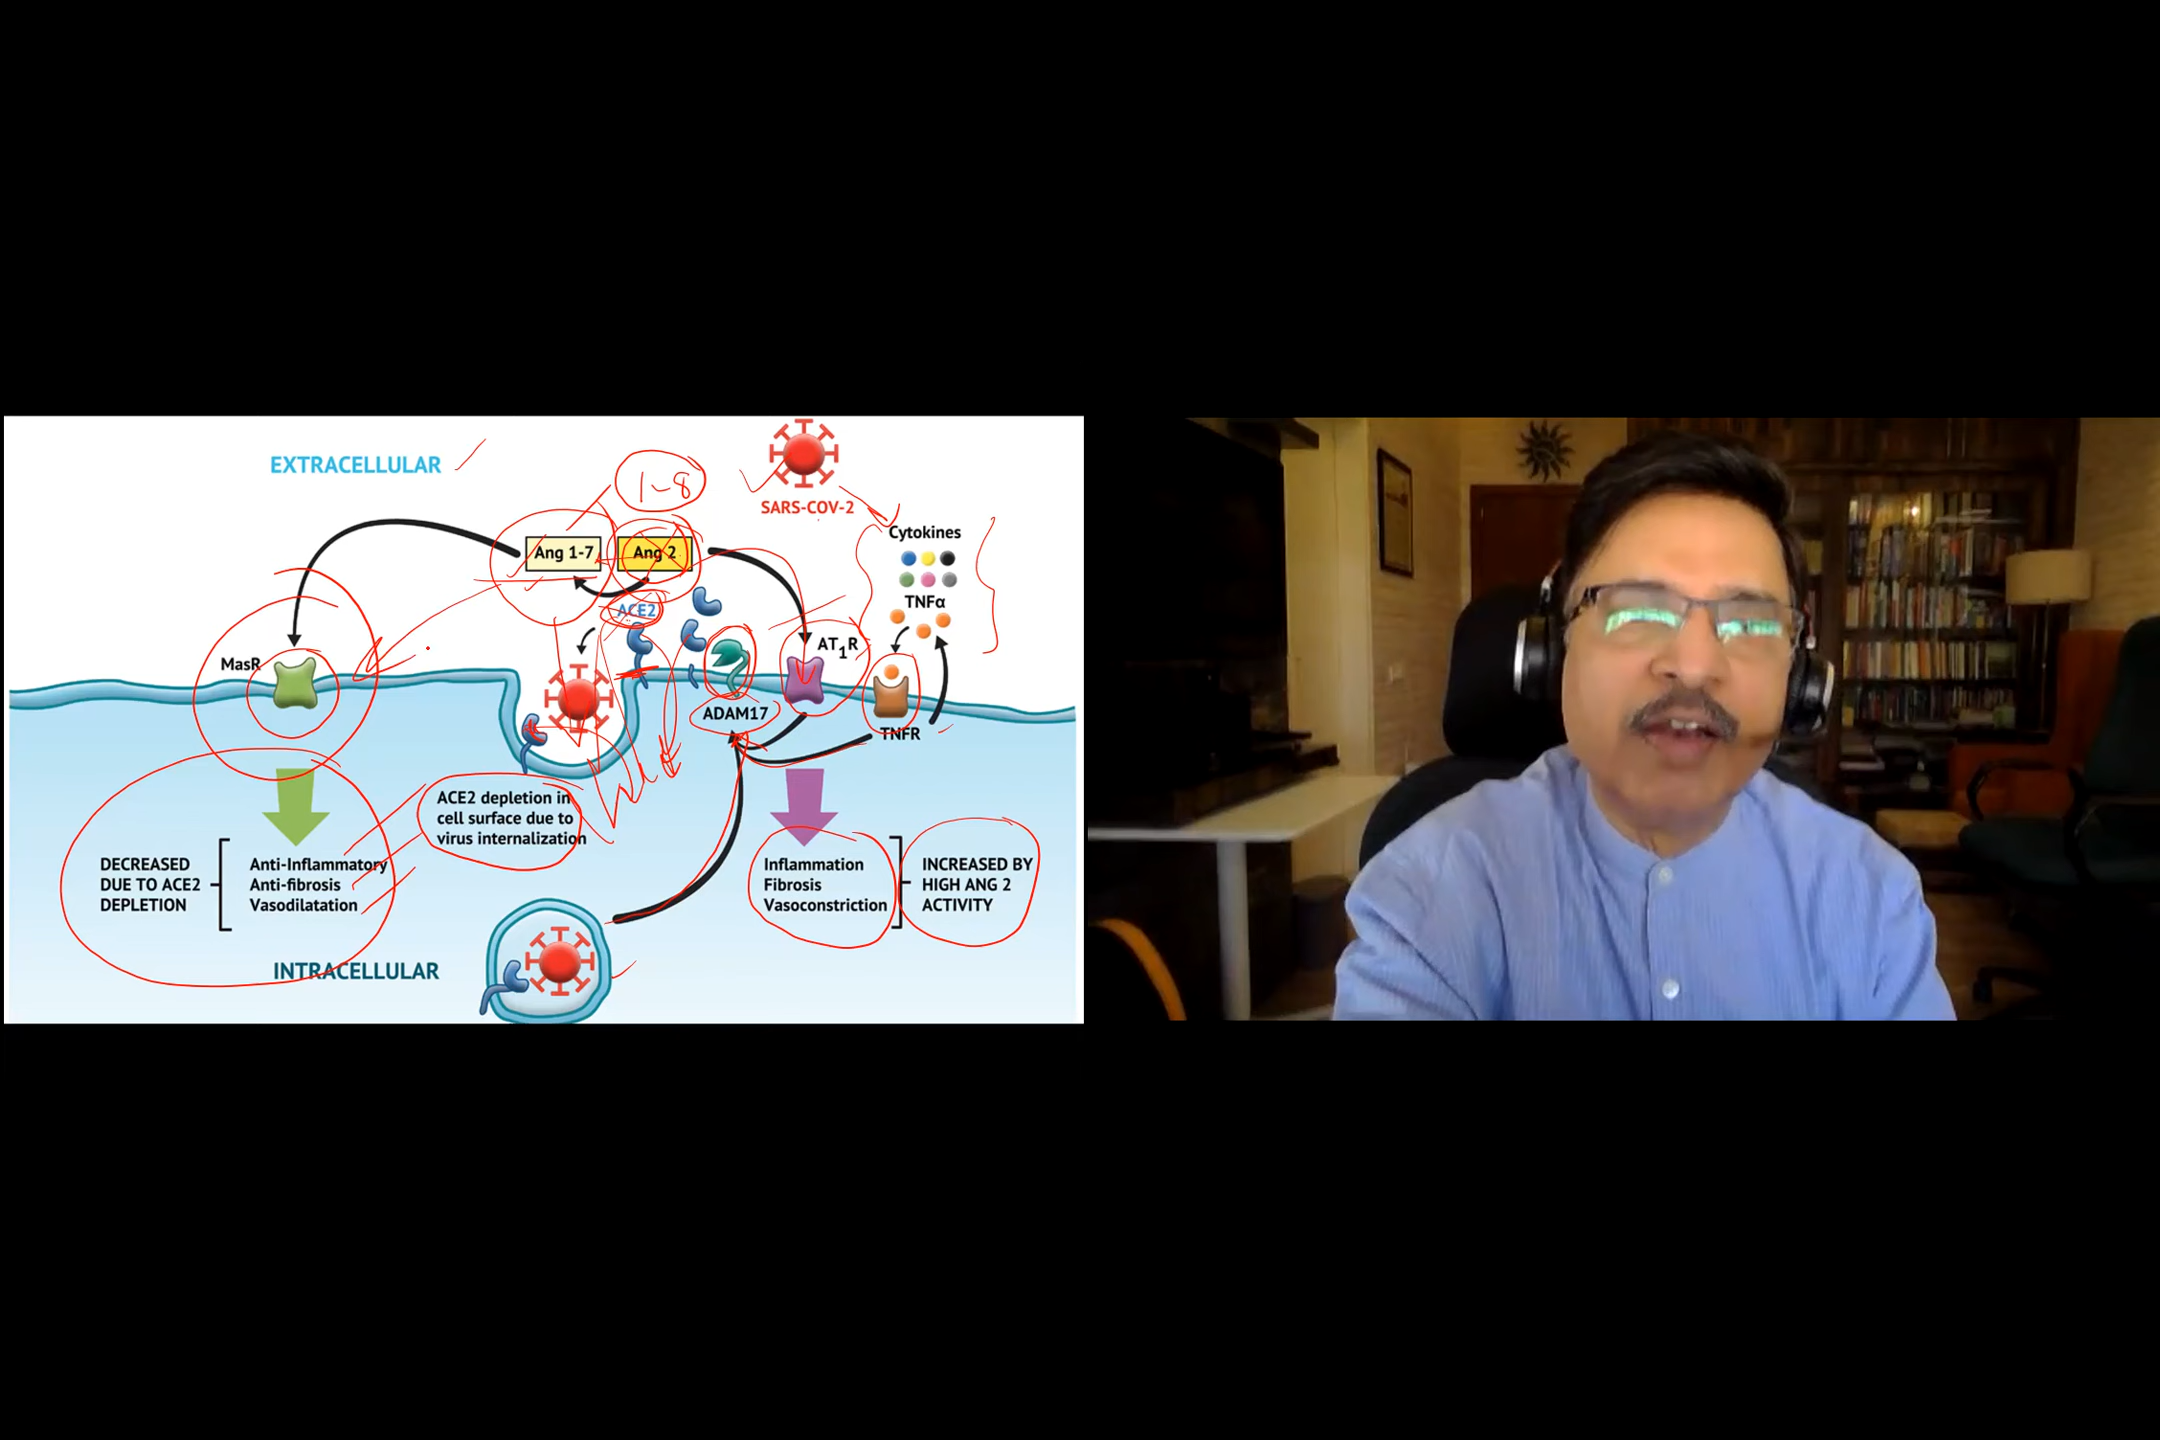 EXTRACELLULAR
1-8
SARS-COV-2
Cytokines
Ang 1-7
Ang 2
TNFα
ACE2
AT1R
MasR
ADAM17
TNFR
ACE2 depletion in
cell surface due to
virus internalization
DECREASED
DUE TO ACE2
DEPLETION
Anti-Inflammatory
Anti-fibrosis
Vasodilatation
Inflammation
Fibrosis
Vasoconstriction
INCREASED BY
HIGH ANG 2
ACTIVITY
INTRACELLULAR